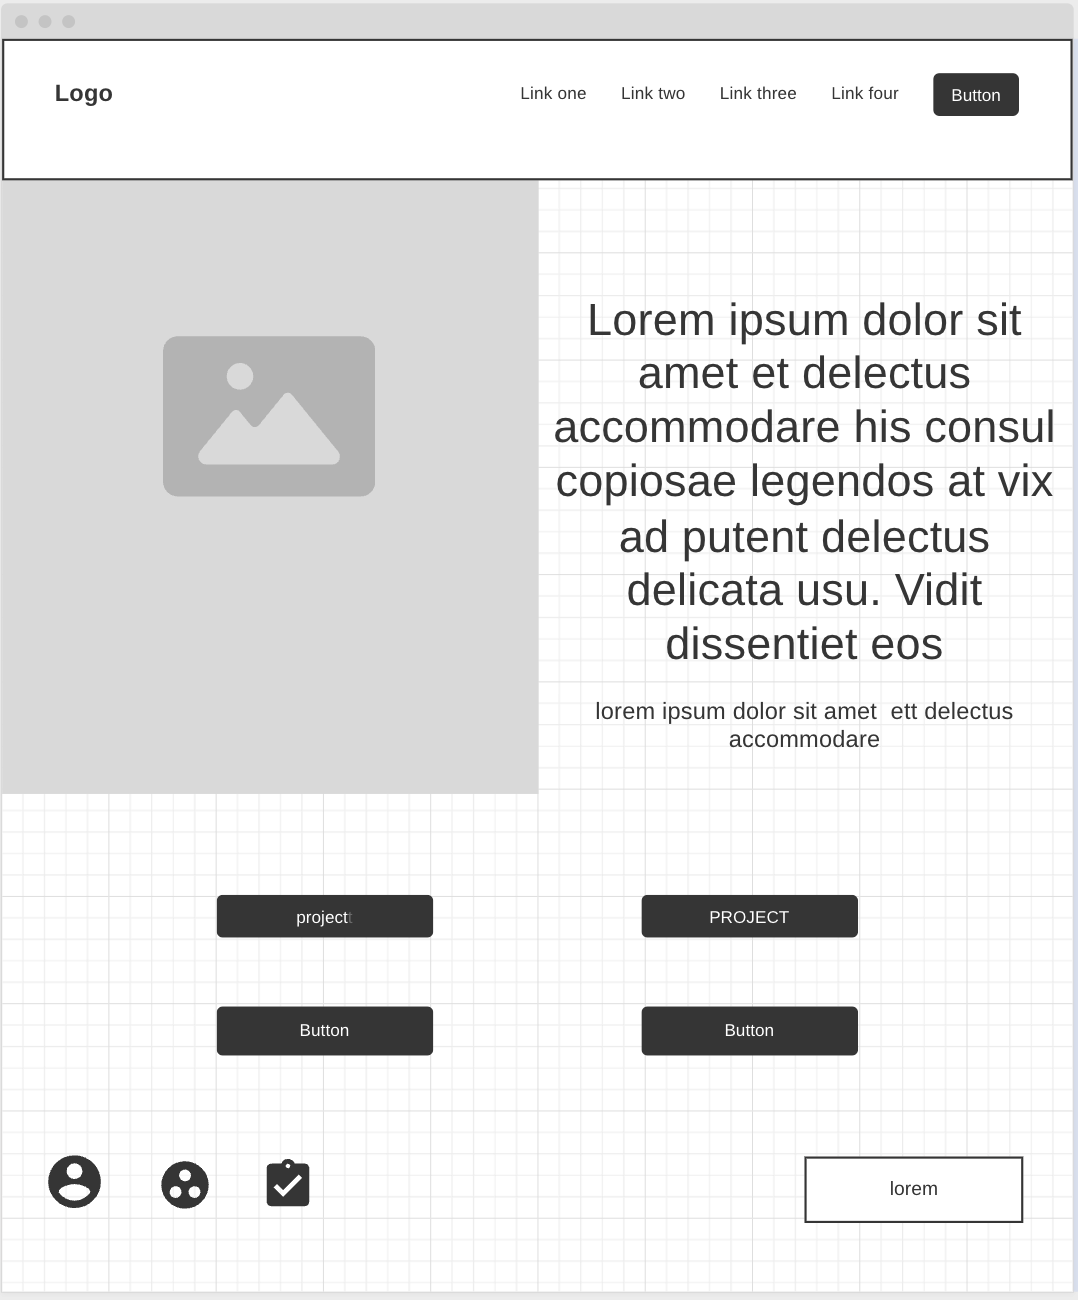 Logo
Link one Link two Link three Link four Button
Lorem ipsum dolor sit
amet et delectus
accommodare his consul
copiosae legendos at vix
ad putent delectus
delicata usu. Vidit
dissentiet eos
lorem ipsum dolor sit amet  ett delectus
accommodare
projectt
PROJECT
Button
Button
lorem